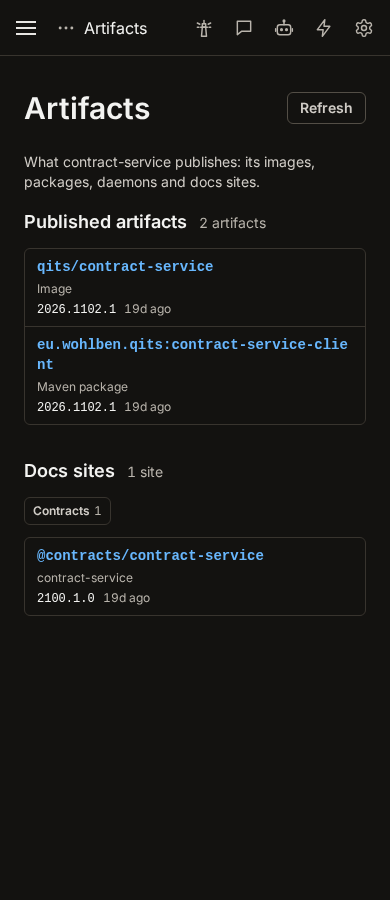 Artifacts
Artifacts
Refresh
What contract-service publishes: its images,
packages, daemons and docs sites.
Published artifacts 2 artifacts
qits/contract-service
Image
2026.1102.1 19d ago
eu.wohlben.qits:contract-service-clie
nt
Maven package
2026.1102.1 19d ago
Docs sites 1 site
Contracts 1
@contracts/contract-service
contract-service
2100.1.0 19d ago